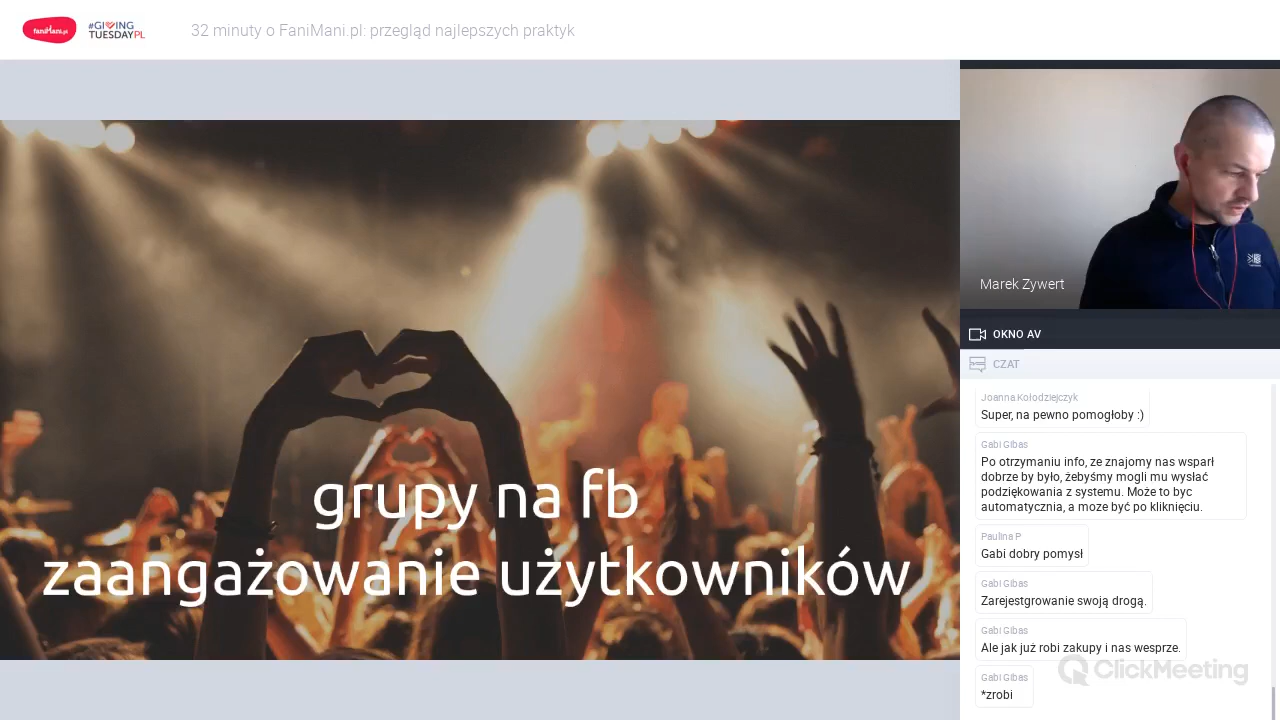 FaniMani.pl
#GIVING
TUESDAYPL
32 minuty o FaniMani.pl: przegląd najlepszych praktyk
grupy na fb
zaangażowanie użytkowników
Marek Zywert
OKNO AV
CZAT
Joanna Kołodziejczyk
Super, na pewno pomogłoby :)
Gabi Gibas
Po otrzymaniu info, ze znajomy nas wsparł
dobrze by było, żebyśmy mogli mu wysłać
podziękowania z systemu. Może to byc
automatycznia, a moze być po kliknięciu.
Paulina P
Gabi dobry pomysł
Gabi Gibas
Zarejestgrowanie swoją drogą.
Gabi Gibas
Ale jak już robi zakupy i nas wesprze.
Gabi Gibas
*zrobi
ClickMeeting